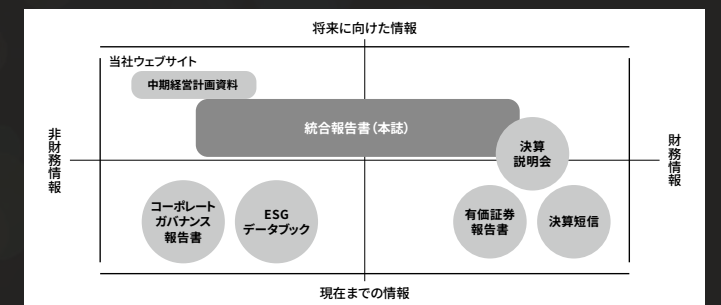 将来に向けた情報
当社ウェブサイト
中期経営計画資料
統合報告書（本誌）
非財務情報
財務情報
決算
説明会
コーポレート
ガバナンス
報告書
ESG
データブック
有価証券
報告書
決算短信
現在までの情報